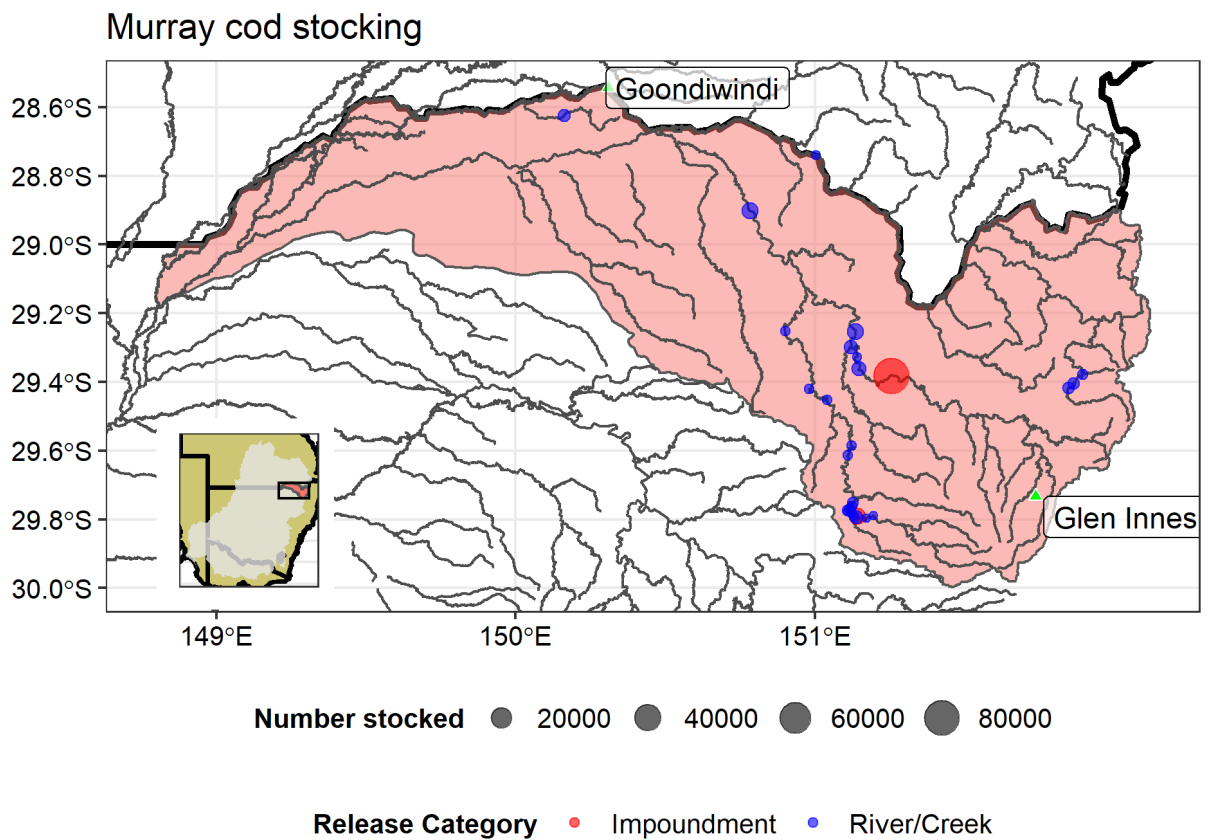 Murray cod stocking
Goondiwindi
28.6°S
28.8°S
29.0°S
29.2°S
29.4°S
29.6°S
29.8°S
30.0°S
Glen Innes
149°E 150°E 151°E
Number stocked 20000 40000 60000 80000
Release Category Impoundment River/Creek